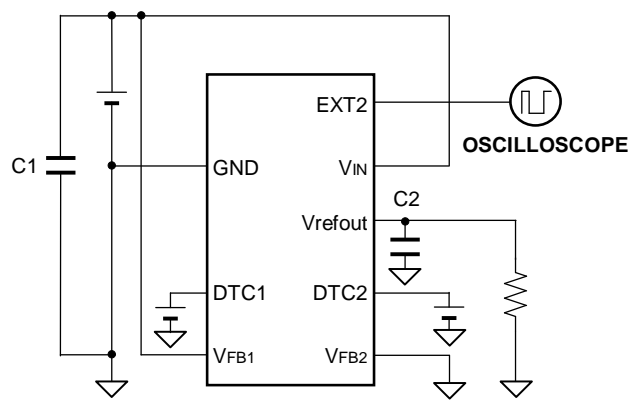 EXT2
OSCILLOSCOPE
C1
GND
VIN
C2
Vrefout
DTC1
DTC2
VFB1
VFB2